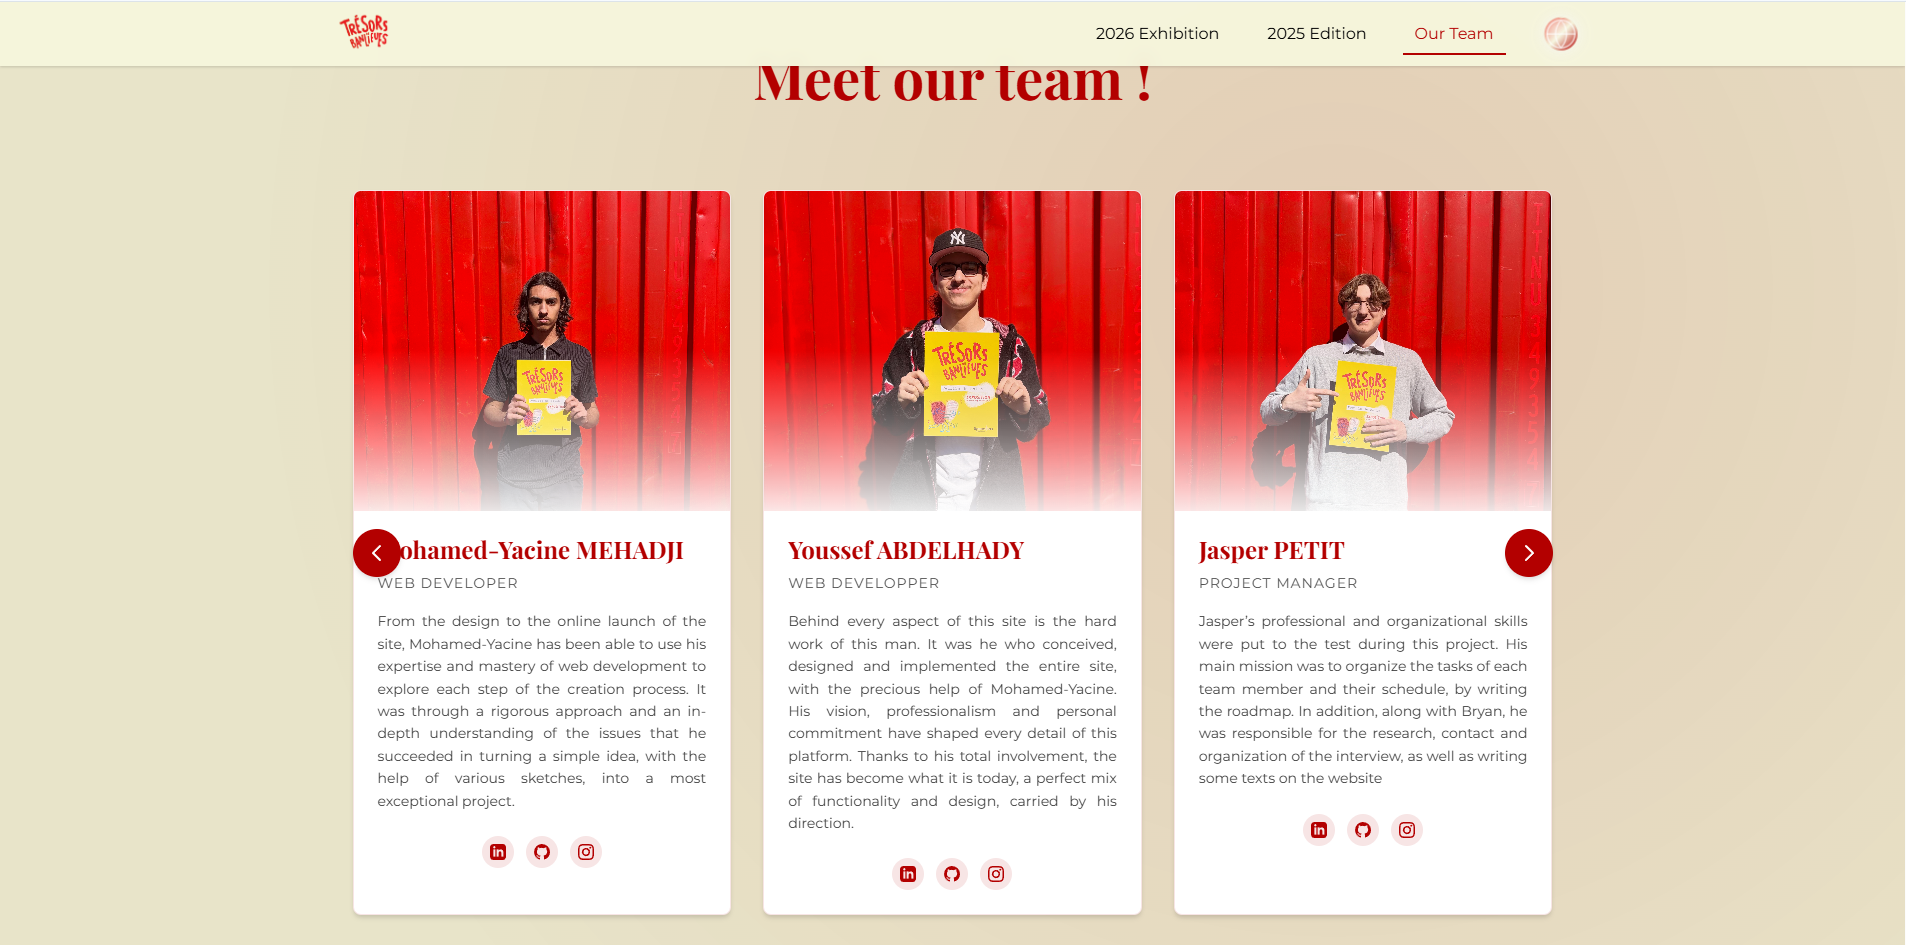 TRÉSORS
BANLIEUES
2026 Exhibition
2025 Edition
Our Team
Meet our team !
NY
TRÉSORS
BANLIEUES
TRÉSORS
BANLIEUES
EXPOSITION
TRÉSORS
BANLIEUES
ohamed-Yacine MEHADJI
WEB DEVELOPER
From the design to the online launch of the
site, Mohamed-Yacine has been able to use his
expertise and mastery of web development to
explore each step of the creation process. It
was through a rigorous approach and an in-
depth understanding of the issues that he
succeeded in turning a simple idea, with the
help of various sketches, into a most
exceptional project.
in
Youssef ABDELHADY
WEB DEVELOPPER
Behind every aspect of this site is the hard
work of this man. It was he who conceived,
designed and implemented the entire site,
with the precious help of Mohamed-Yacine.
His vision, professionalism and personal
commitment have shaped every detail of this
platform. Thanks to his total involvement, the
site has become what it is today, a perfect mix
of functionality and design, carried by his
direction.
in
Jasper PETIT
PROJECT MANAGER
Jasper’s professional and organizational skills
were put to the test during this project. His
main mission was to organize the tasks of each
team member and their schedule, by writing
the roadmap. In addition, along with Bryan, he
was responsible for the research, contact and
organization of the interview, as well as writing
some texts on the website
in